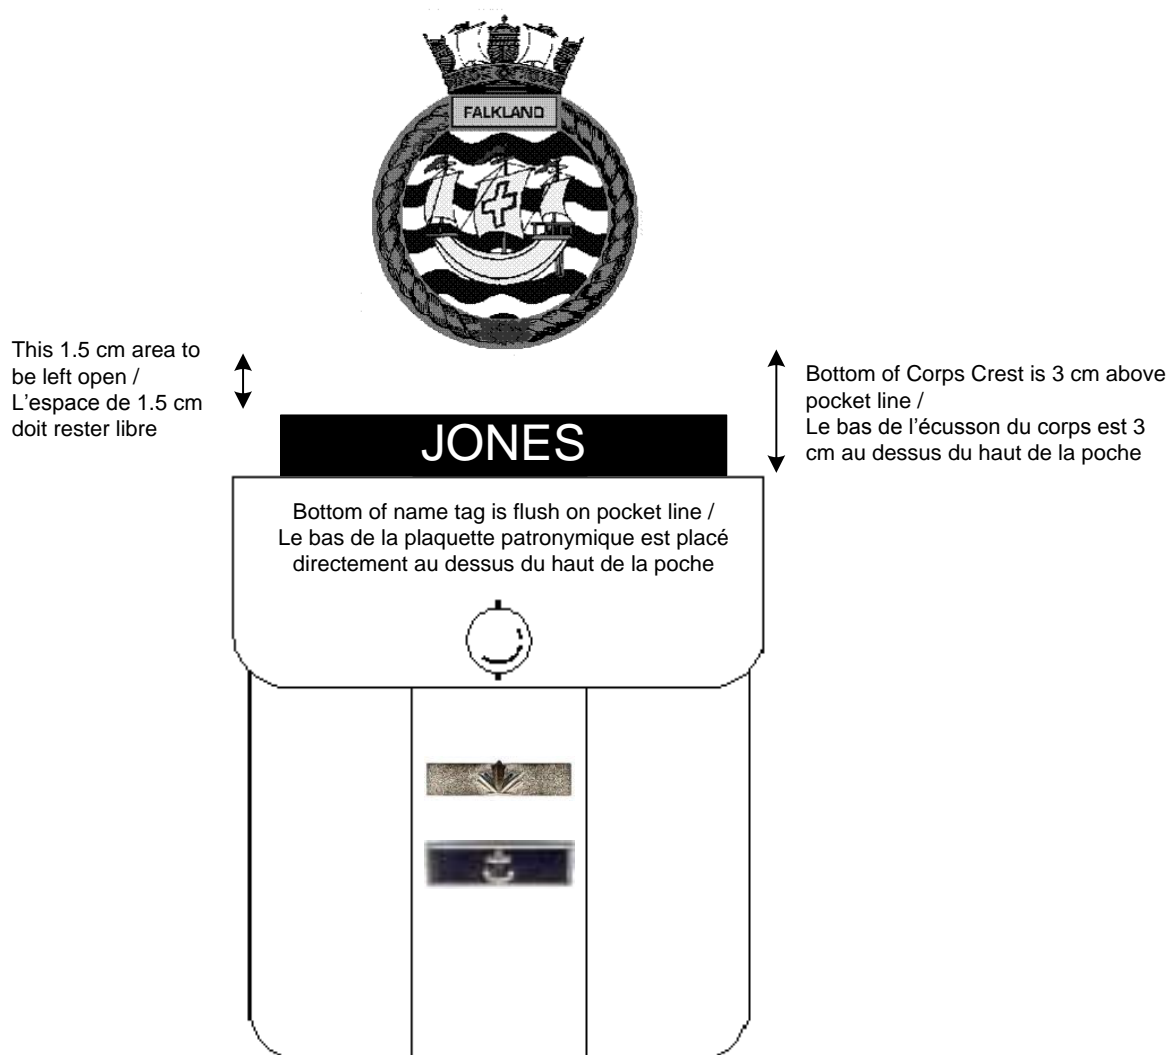 FALKLAND
This 1.5 cm area to
be left open /
L'espace de 1.5 cm
doit rester libre
Bottom of Corps Crest is 3 cm above
pocket line /
Le bas de l'écusson du corps est 3
cm au dessus du haut de la poche
JONES
Bottom of name tag is flush on pocket line /
Le bas de la plaquette patronymique est placé
directement au dessus du haut de la poche